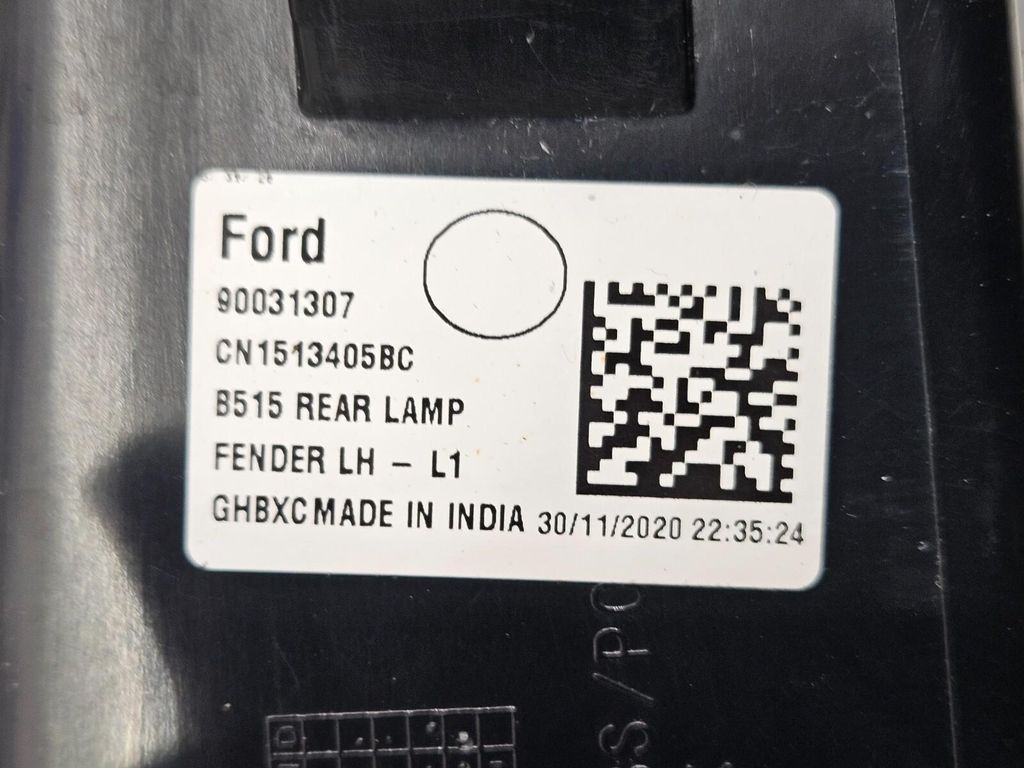 Ford
90031307
CN1513405BC
B515 REAR LAMP
FENDER LH - L1
GHBXC MADE IN INDIA 30/11/2020 22:35:24